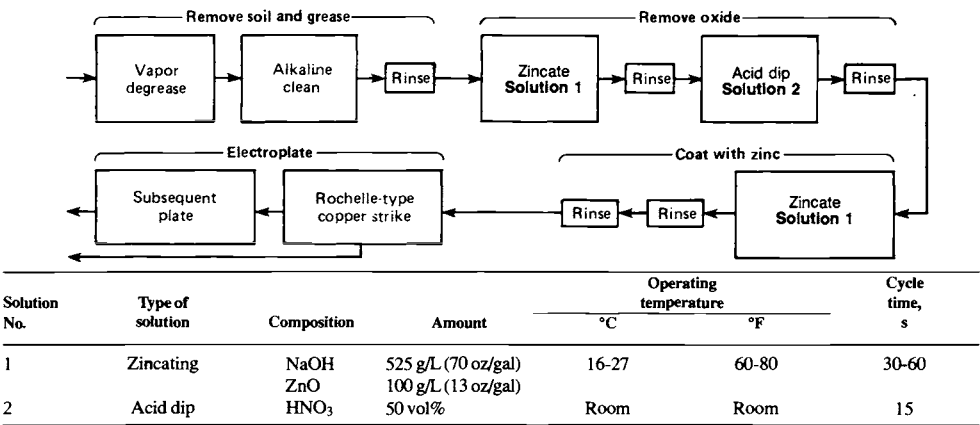 Remove soil and grease
Remove oxide
Vapor
degrease
Alkaline
clean
Rinse
Zincate
Solution 1
Rinse
Acid dip
Solution 2
Rinse
Electroplate
Coat with zinc
Subsequent
plate
Rochelle-type
copper strike
Rinse
Rinse
Zincate
Solution 1
Operating Cycle
Solution Type of temperature time,
No. solution Composition Amount °C °F s
1 Zincating NaOH 525 g/L (70 oz/gal) 16-27 60-80 30-60
ZnO 100 g/L (13 oz/gal)
2 Acid dip HNO₃ 50 vol% Room Room 15